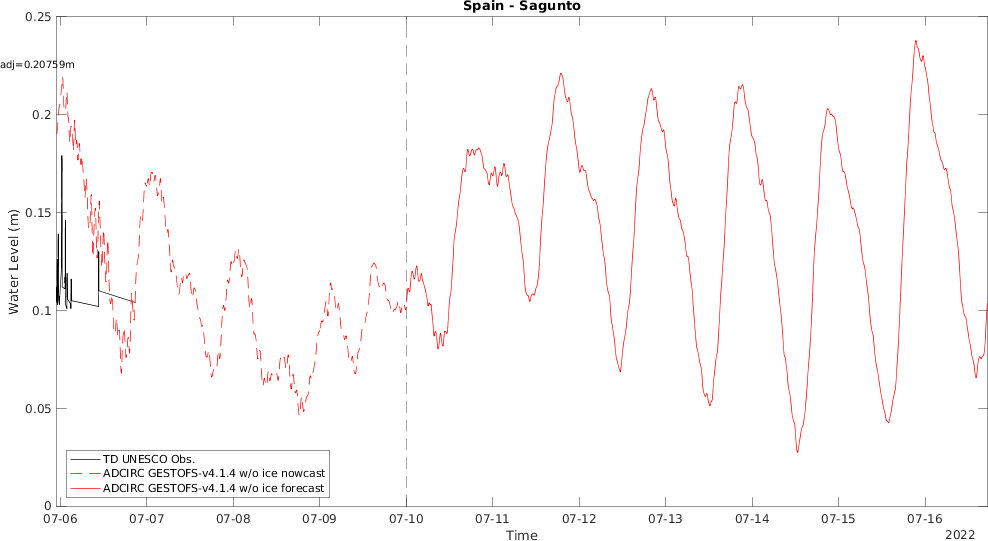 Spain - Sagunto
adj=0.20759m
0.25
0.2
0.15
0.1
0.05
0
Water Level (m)
TD UNESCO Obs.
ADCIRC GESTOFS-v4.1.4 w/o ice nowcast
ADCIRC GESTOFS-v4.1.4 w/o ice forecast
07-06 07-07 07-08 07-09 07-10 07-11 07-12 07-13 07-14 07-15 07-16
Time
2022